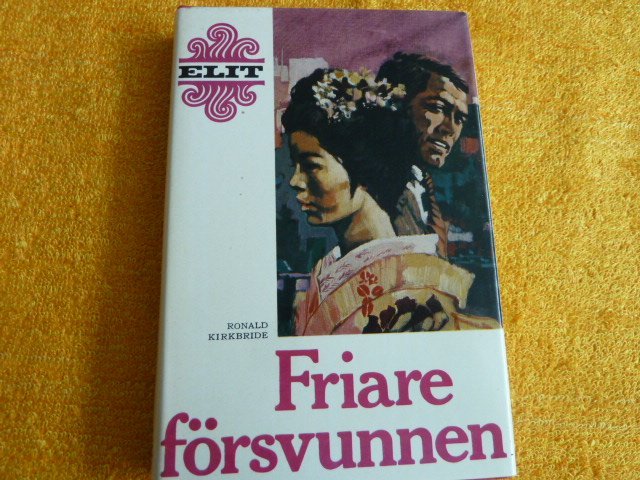 ELIT
RONALD
KIRKBRIDE
Friare
försvunnen